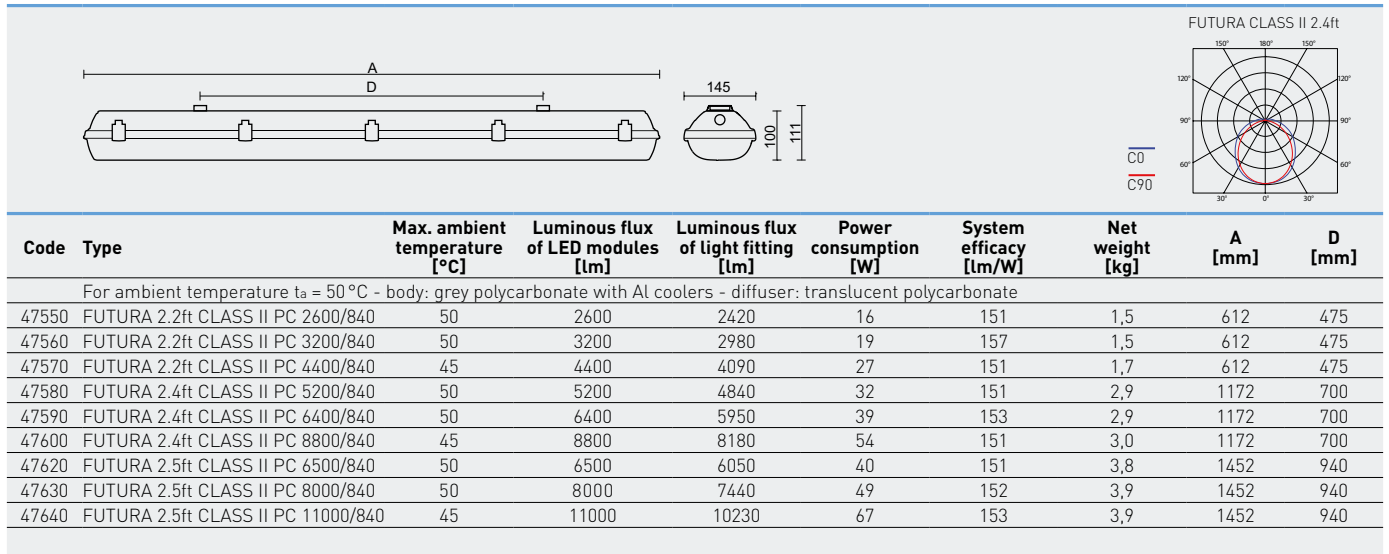 FUTURA CLASS II 2.4ft
150° 180° 150°
120° 120°
90° 90°
60° 60°
30° 0° 30°
C0
C90
A
D
145
100
111
Code Type Max. ambient temperature [°C] Luminous flux of LED modules [lm] Luminous flux of light fitting [lm] Power consumption [W] System efficacy [lm/W] Net weight [kg] A [mm] D [mm]
For ambient temperature ta = 50°C - body: grey polycarbonate with Al coolers - diffuser: translucent polycarbonate
47550 FUTURA 2.2ft CLASS II PC 2600/840 50 2600 2420 16 151 1,5 612 475
47560 FUTURA 2.2ft CLASS II PC 3200/840 50 3200 2980 19 157 1,5 612 475
47570 FUTURA 2.2ft CLASS II PC 4400/840 45 4400 4090 27 151 1,7 612 475
47580 FUTURA 2.4ft CLASS II PC 5200/840 50 5200 4840 32 151 2,9 1172 700
47590 FUTURA 2.4ft CLASS II PC 6400/840 50 6400 5950 39 153 2,9 1172 700
47600 FUTURA 2.4ft CLASS II PC 8800/840 45 8800 8180 54 151 3,0 1172 700
47620 FUTURA 2.5ft CLASS II PC 6500/840 50 6500 6050 40 151 3,8 1452 940
47630 FUTURA 2.5ft CLASS II PC 8000/840 50 8000 7440 49 152 3,9 1452 940
47640 FUTURA 2.5ft CLASS II PC 11000/840 45 11000 10230 67 153 3,9 1452 940